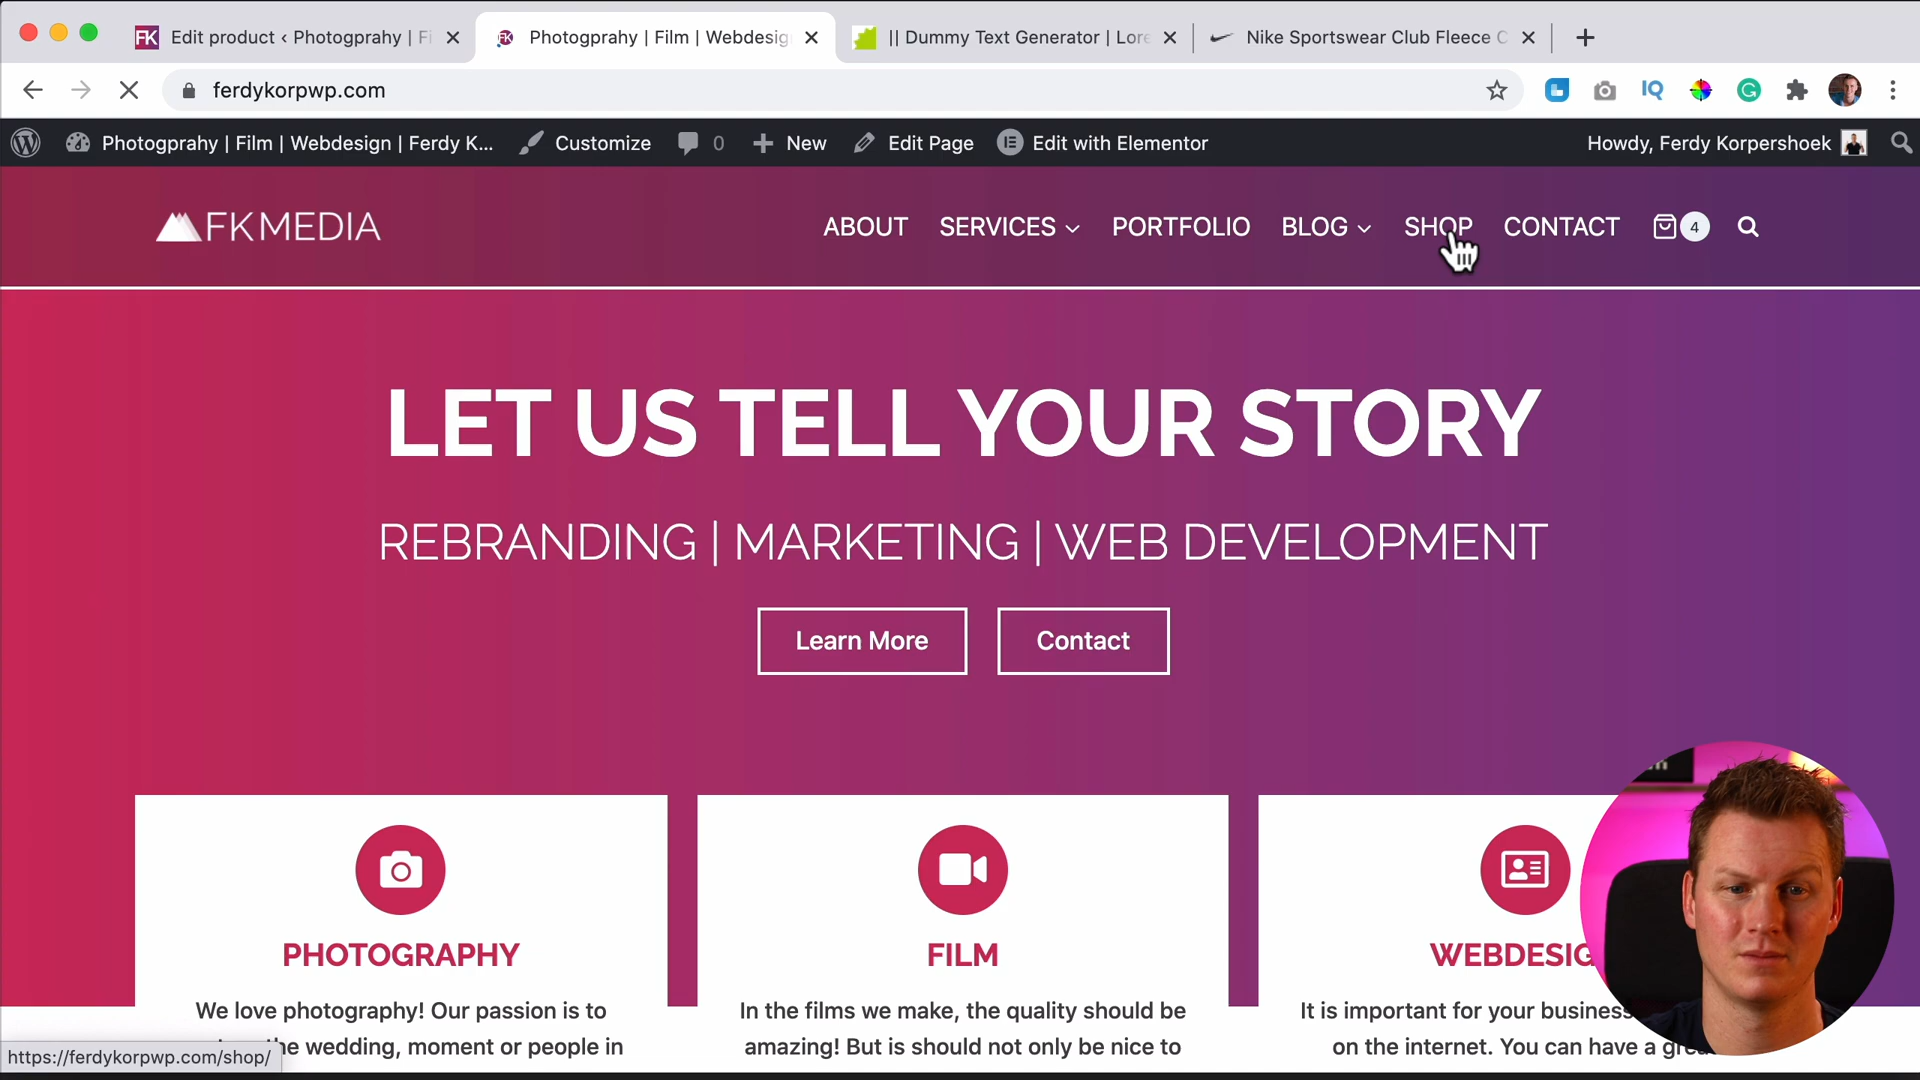 Edit product ‹ Photogprahy | Fi
Photogprahy | Film | Webdesig
|| Dummy Text Generator | Lore
Nike Sportswear Club Fleece C
ferdykorpwp.com
Photogprahy | Film | Webdesign | Ferdy K...
Customize
0
New
Edit Page
Edit with Elementor
Howdy, Ferdy Korpershoek
FKMEDIA
ABOUT
SERVICES
PORTFOLIO
BLOG
SHOP
CONTACT
4
LET US TELL YOUR STORY
REBRANDING | MARKETING | WEB DEVELOPMENT
Learn More
Contact
PHOTOGRAPHY
FILM
WEBDESIG
We love photography! Our passion is to
the wedding, moment or people in
In the films we make, the quality should be
amazing! But is should not only be nice to
It is important for your business
on the internet. You can have a
https://ferdykorpwp.com/shop/